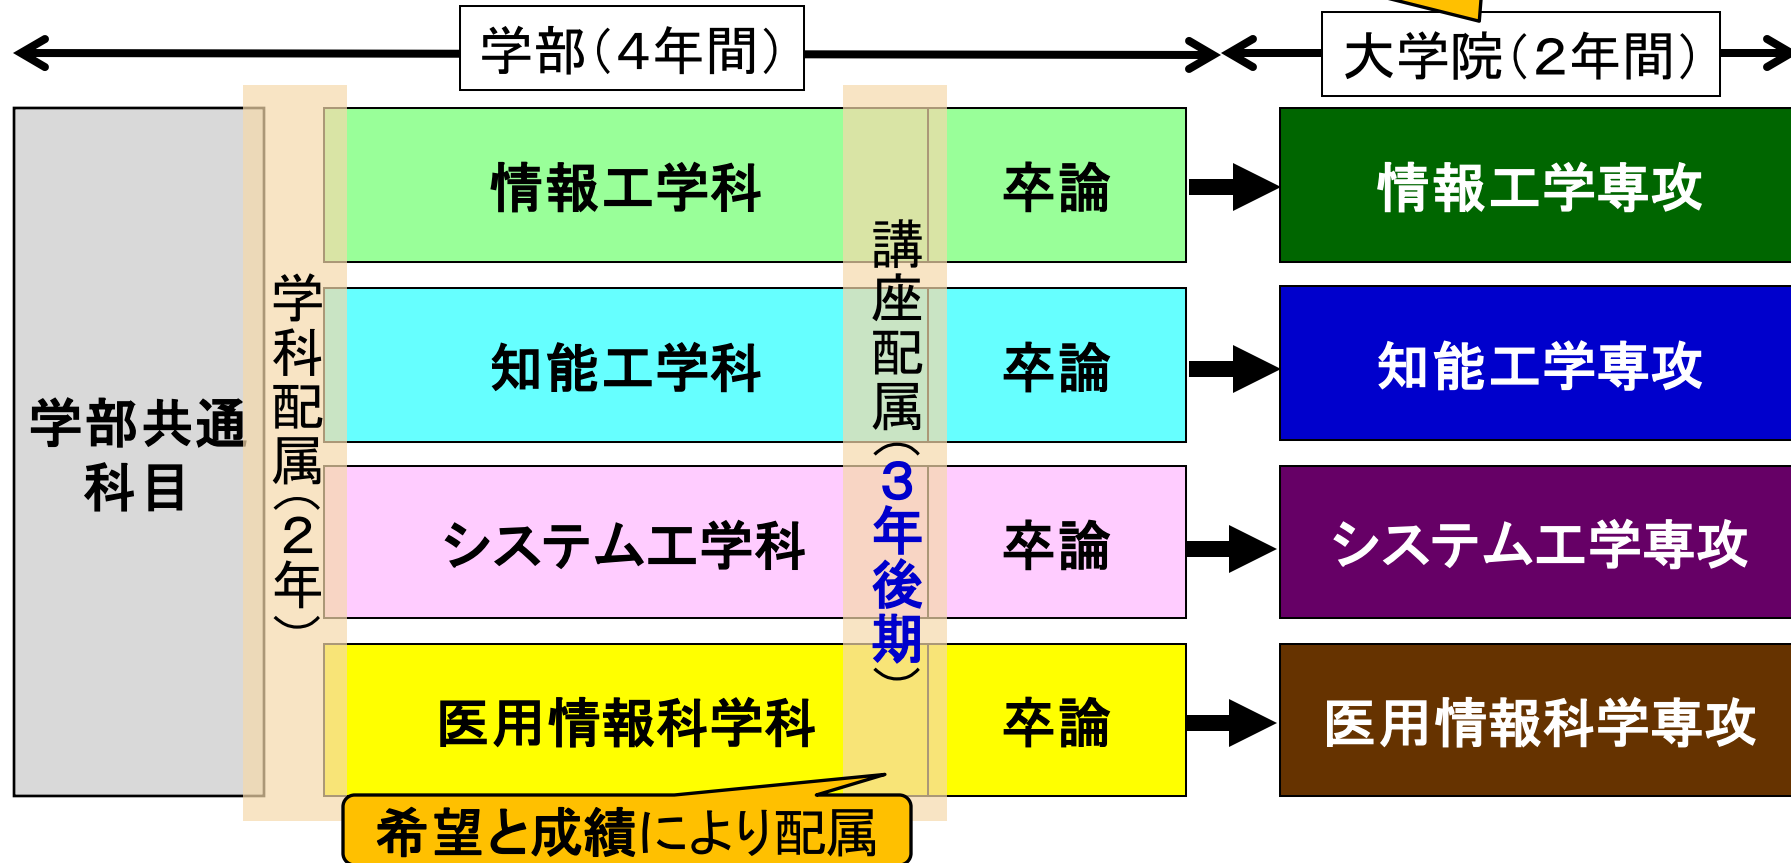 学部（４年間）
大学院（２年間）
学部共通
科目
学科配属（２年）
情報工学科
知能工学科
システム工学科
医用情報科学科
講座配属（３年後期）
卒論
卒論
卒論
卒論
情報工学専攻
知能工学専攻
システム工学専攻
医用情報科学専攻
希望と成績により配属